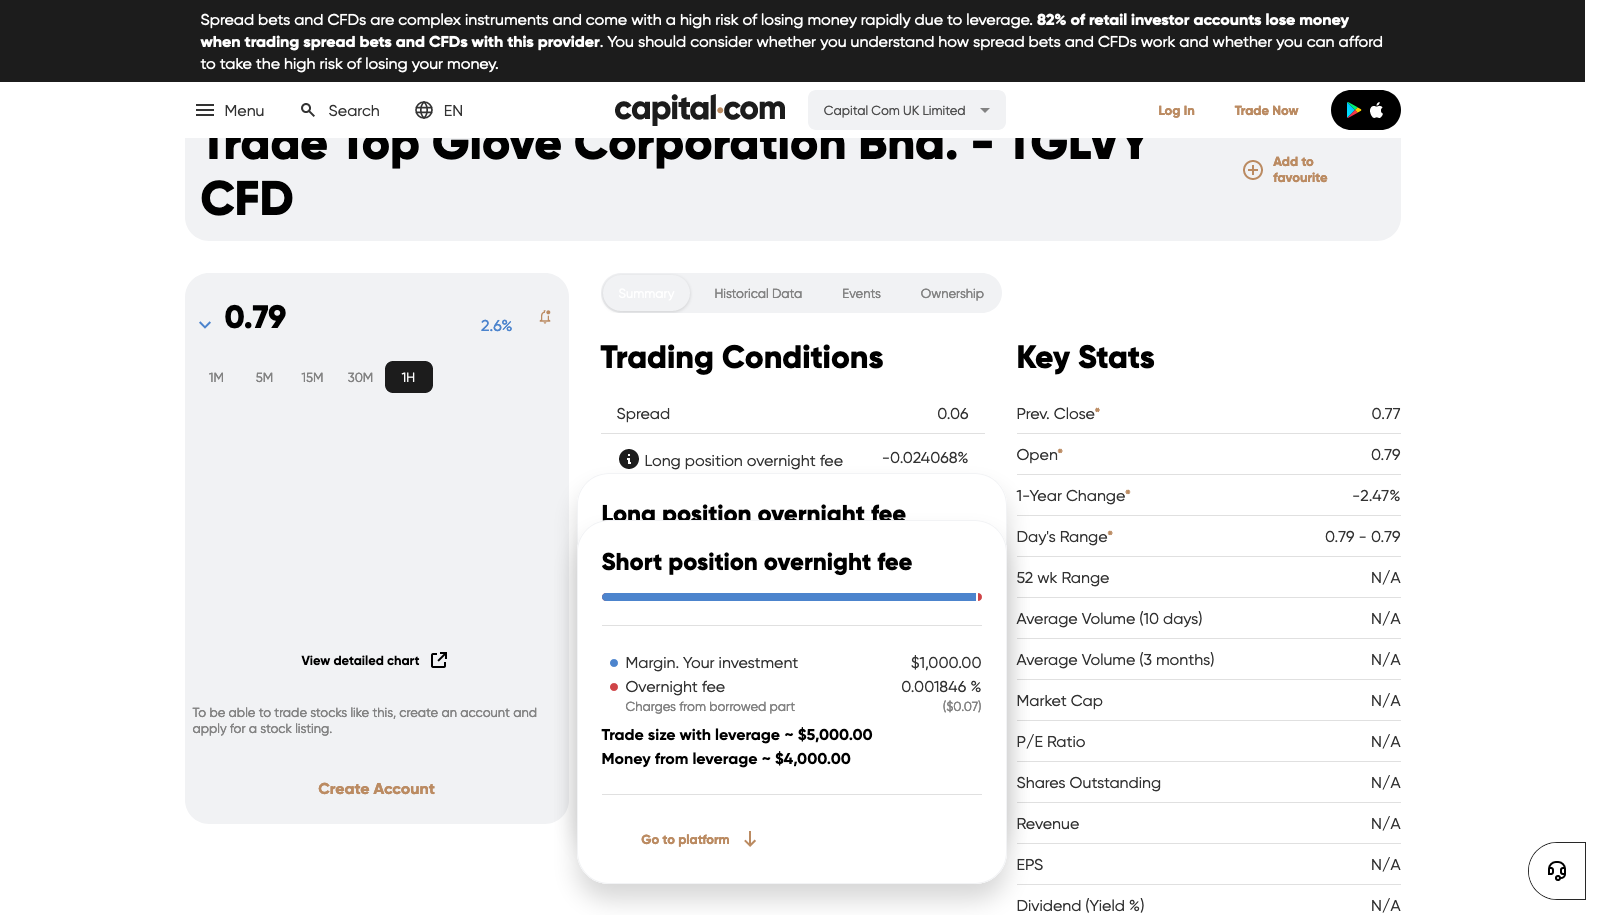 Spread bets and CFDs are complex instruments and come with a high risk of losing money rapidly due to leverage. 82% of retail investor accounts lose money
when trading spread bets and CFDs with this provider. You should consider whether you understand how spread bets and CFDs work and whether you can afford
to take the high risk of losing your money.
Menu
Search
EN
capital.com
Capital Com UK Limited
Log In
Trade Now
Trade Top Glove Corporation Bhd. - TGLVY
CFD
Add to
favourite
0.79
2.6%
1M
5M
15M
30M
1H
View detailed chart
To be able to trade stocks like this, create an account and
apply for a stock listing.
Create Account
Summary
Historical Data
Events
Ownership
Trading Conditions
Spread 0.06
Long position overnight fee -0.024068%
Long position overnight fee
Short position overnight fee
Margin. Your investment $1,000.00
Overnight fee 0.001846 %
Charges from borrowed part ($0.07)
Trade size with leverage ~ $5,000.00
Money from leverage ~ $4,000.00
Go to platform
Key Stats
Prev. Close* 0.77
Open* 0.79
1-Year Change* -2.47%
Day's Range* 0.79 - 0.79
52 wk Range N/A
Average Volume (10 days) N/A
Average Volume (3 months) N/A
Market Cap N/A
P/E Ratio N/A
Shares Outstanding N/A
Revenue N/A
EPS N/A
Dividend (Yield %) N/A